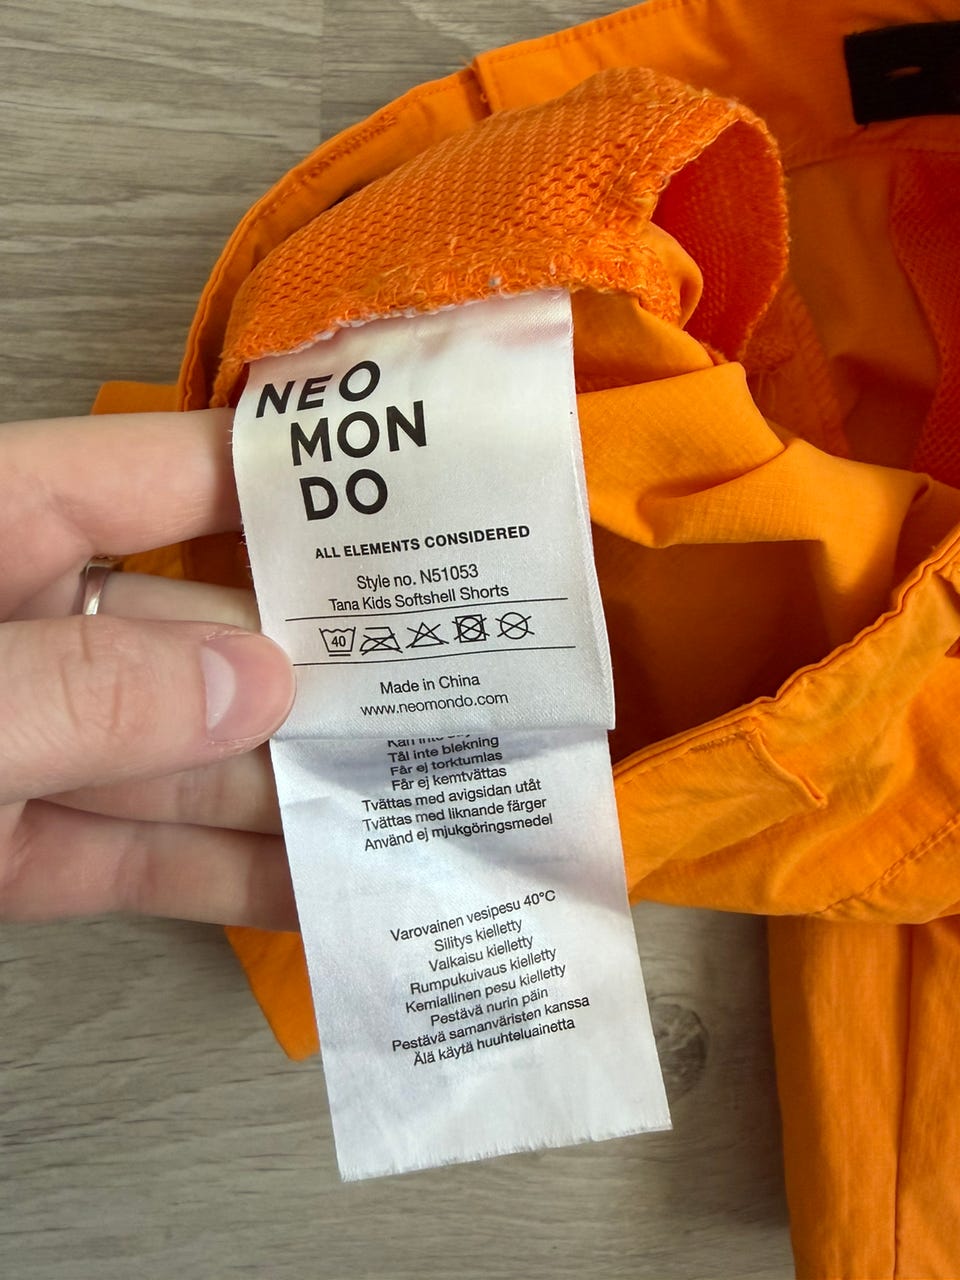 NEO
MON
DO
ALL ELEMENTS CONSIDERED
Style no. N51053
Tana Kids Softshell Shorts
40
Made in China
www.neomondo.com
Kan inte
Tål inte blekning
Får ej torktumlas
Får ej kemtvättas
Tvättas med avigsidan utåt
Tvättas med liknande färger
Använd ej mjukgöringsmedel
Varovainen vesipesu 40°C
Silitys kielletty
Valkaisu kielletty
Rumpukuivaus kielletty
Kemiallinen pesu kielletty
Pestävä nurin päin
Pestävä samanväristen kanssa
Älä käytä huuhteluainetta